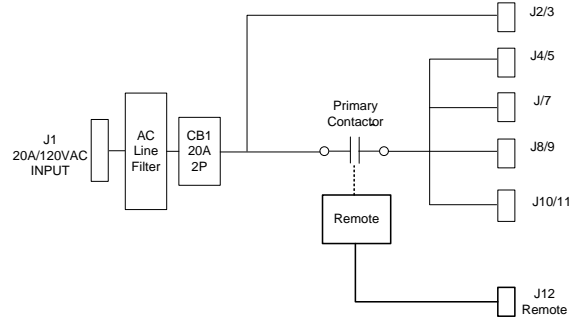 J2/3
J4/5
J/7
J8/9
J10/11
J1
20A/120VAC
INPUT
AC
Line
Filter
CB1
20A
2P
Primary
Contactor
Remote
J12
Remote